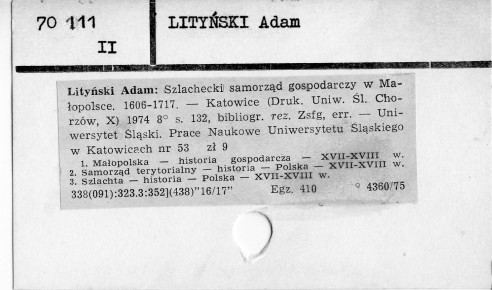 70 111
II
LITYŃSKI Adam
Lityński Adam: Szlachecki samorząd gospodarczy w Ma-
łopolsce. 1606-1717. — Katowice (Druk. Uniw. Śl. Cho-
rzów, X) 1974 8° s. 132, bibliogr. rez. Zsfg, err. — Uni-
wersytet Śląski. Prace Naukowe Uniwersytetu Śląskiego
w Katowicach nr 53 zł 9
1. Małopolska — historia gospodarcza — XVII-XVIII w.
2. Samorząd terytorialny — historia — Polska — XVII-XVIII w.
3. Szlachta — historia — Polska — XVII-XVIII w.
338(091):323.3:352](438)"16/17" Egz. 410 ° 4360/75